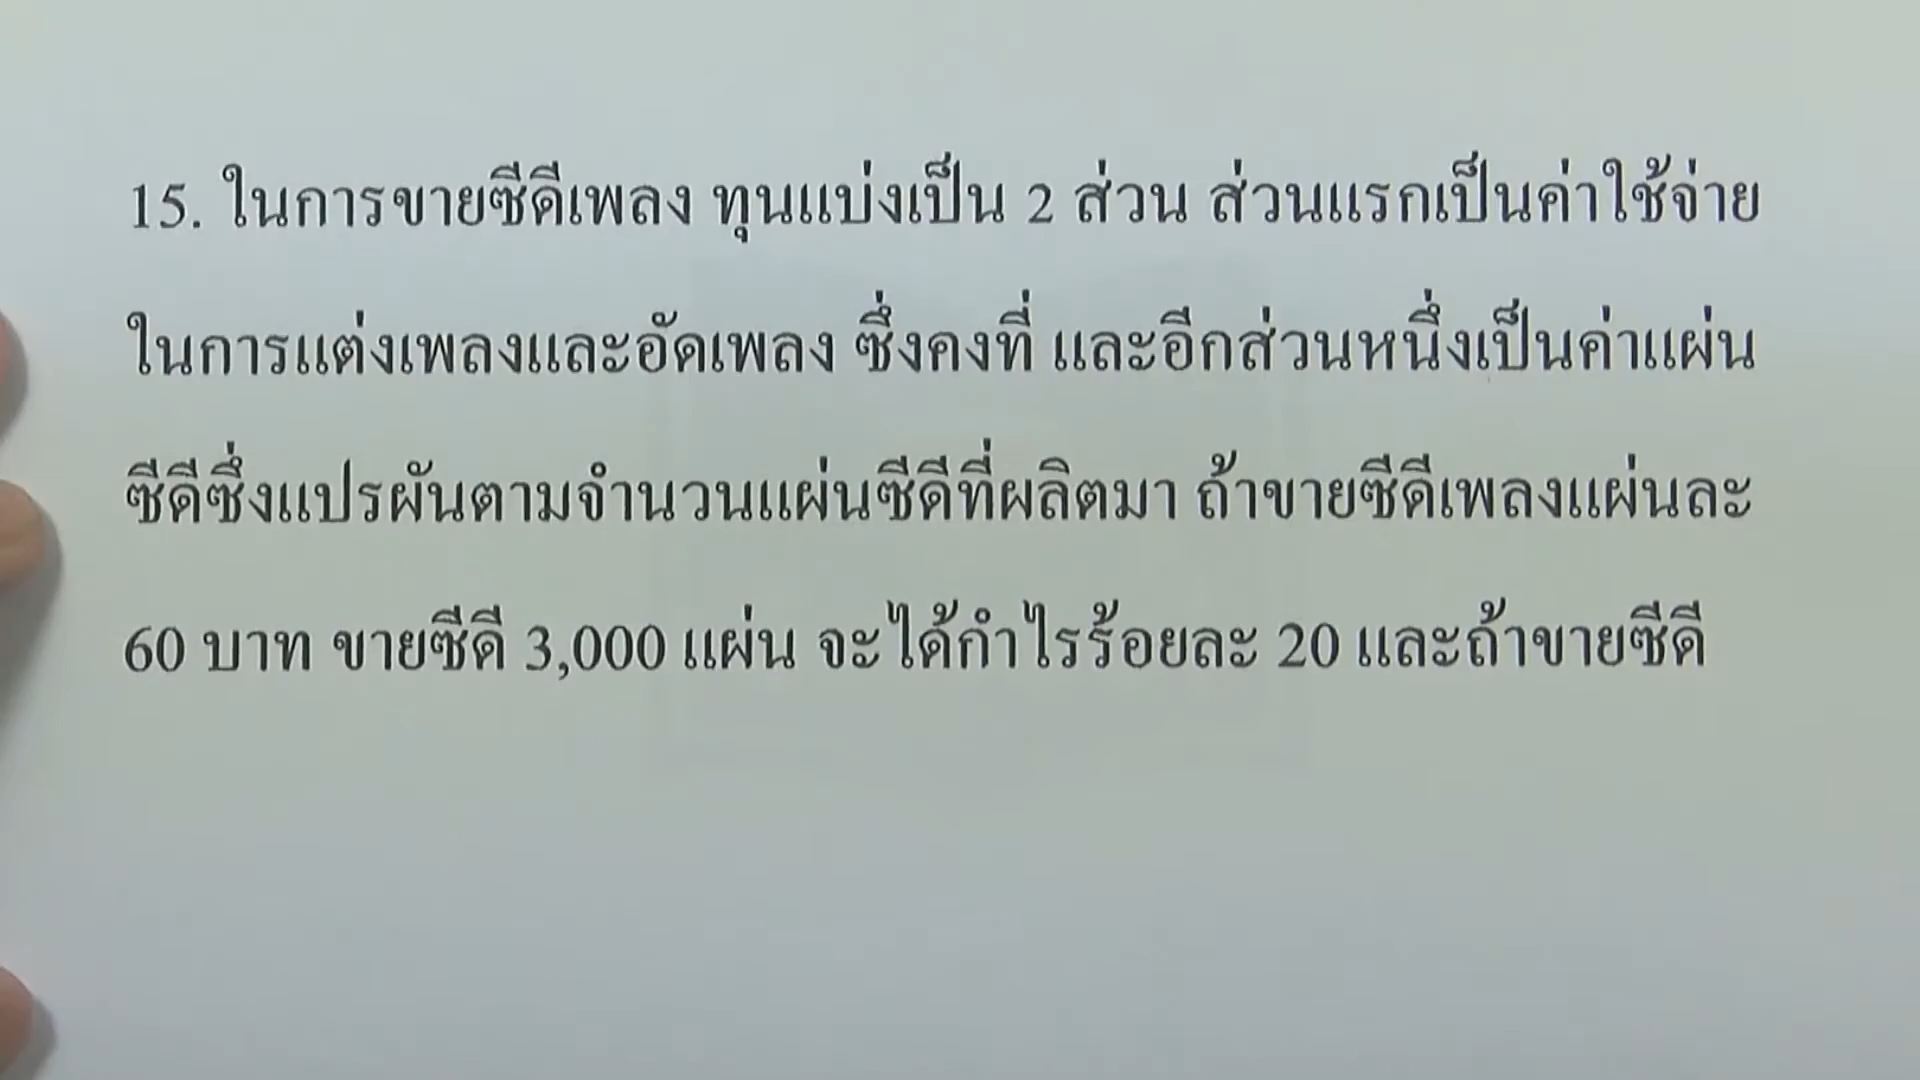 15. ในการขายซีดีเพลง ทุนแบ่งเป็น 2 ส่วน ส่วนแรกเป็นค่าใช้จ่าย
ในการแต่งเพลงและอัดเพลง ซึ่งคงที่ และอีกส่วนหนึ่งเป็นค่าแผ่น
ซีดีซึ่งแปรผันตามจำนวนแผ่นซีดีที่ผลิตมา ถ้าขายซีดีเพลงแผ่นละ
60 บาท ขายซีดี 3,000 แผ่น จะได้กำไรร้อยละ 20 และถ้าขายซีดี